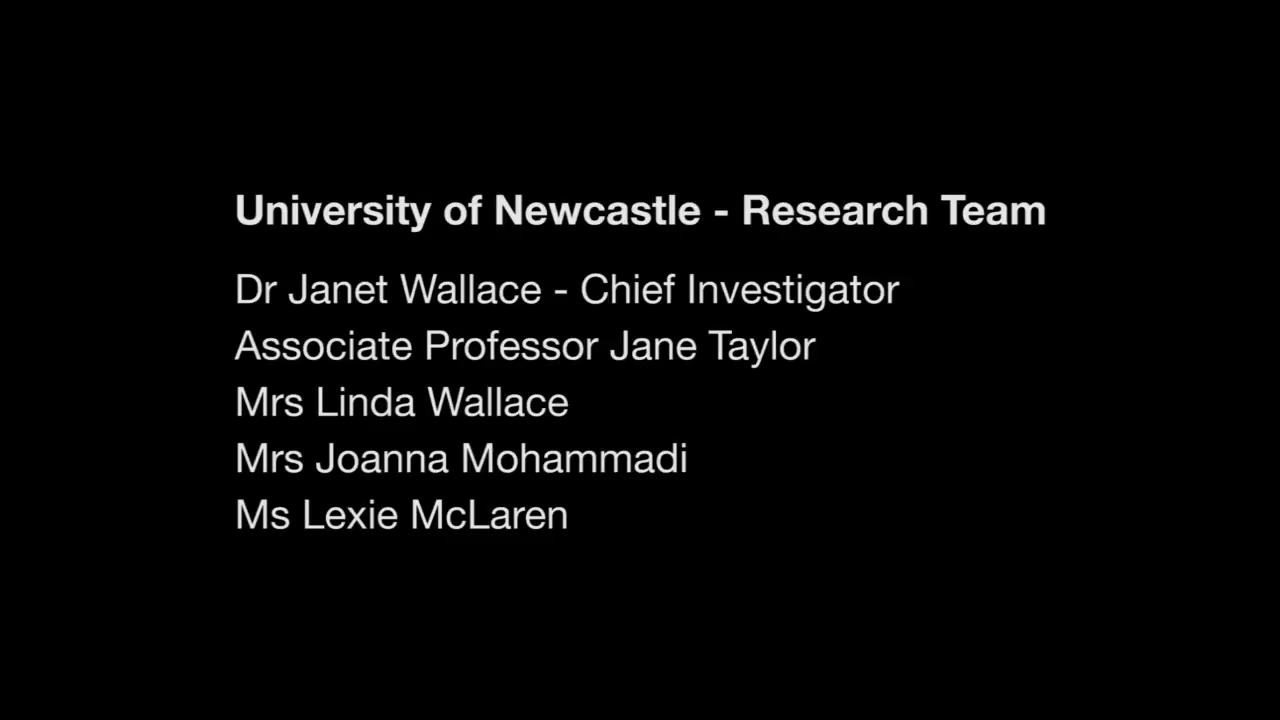 University of Newcastle - Research Team
Dr Janet Wallace - Chief Investigator
Associate Professor Jane Taylor
Mrs Linda Wallace
Mrs Joanna Mohammadi
Ms Lexie McLaren